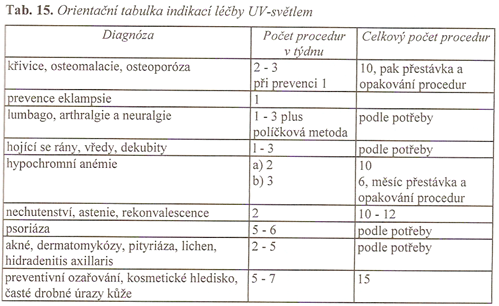 Tab. 15. Orientační tabulka indikací léčby UV-světlem
Diagnóza Počet procedur v týdnu Celkový počet procedur
křivice, osteomalacie, osteoporóza 2 - 3 10, pak přestávka a
při prevenci 1 opakování procedur
prevence eklampsie 1
lumbago, arthralgie a neuralgie 1 - 3 plus podle potřeby
políčková metoda
hojící se rány, vředy, dekubity 1 - 3 podle potřeby
hypochromní anémie a) 2 10
b) 3 6, měsíc přestávka a
opakování procedur
nechutenství, astenie, rekonvalescence 2 10 - 12
psoriáza 5 - 6 podle potřeby
akné, dermatomykózy, pityriáza, lichen, 2 - 5 podle potřeby
hidradenitis axillaris
preventivní ozařování, kosmetické hledisko, 5 - 7 15
časté drobné úrazy kůže